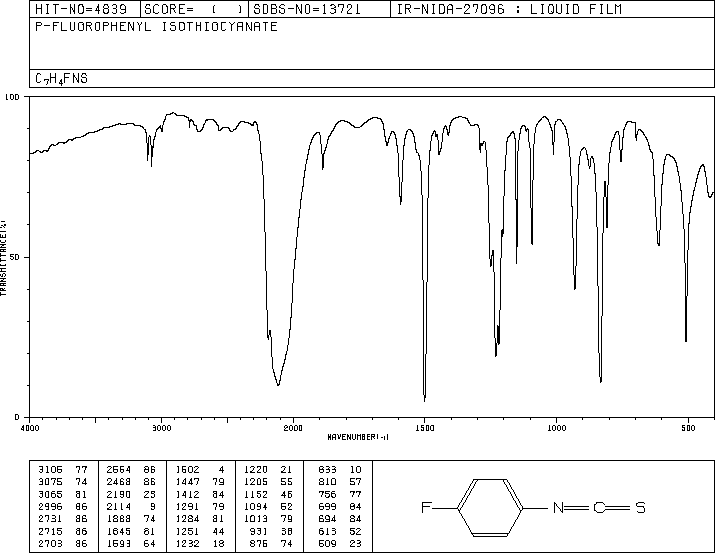 HIT-NO=4839 SCORE= ( ) SDBS-NO=13721 IR-NIDA-27096 : LIQUID FILM
P-FLUOROPHENYL ISOTHIOCYANATE
C7H4FNS
100
50
0
TRANSMITTANCE(%)
4000 3000 2000 1500 1000 500
WAVENUMBER(-1)
3105 77 2554 86 1502 4 1220 21 833 10
3075 74 2468 86 1447 79 1205 55 810 57
3065 81 2190 23 1412 84 1152 46 756 77
2996 86 2114 9 1291 79 1094 52 699 84
2731 86 1888 74 1284 81 1013 79 694 84
2715 86 1645 81 1251 44 931 38 613 52
2703 86 1593 64 1232 18 876 74 509 23
F N C S